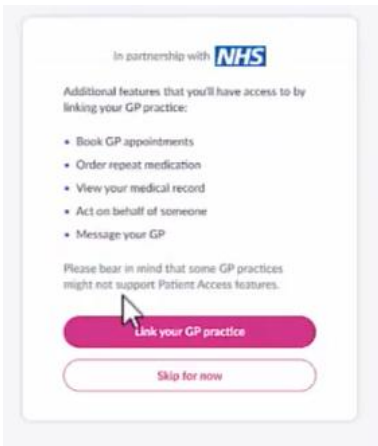 In partnership with NHS
Additional features that you'll have access to by
linking your GP practice:
• Book GP appointments
• Order repeat medication
• View your medical record
• Act on behalf of someone
• Message your GP
Please bear in mind that some GP practices
might not support Patient Access features.
Link your GP practice
Skip for now